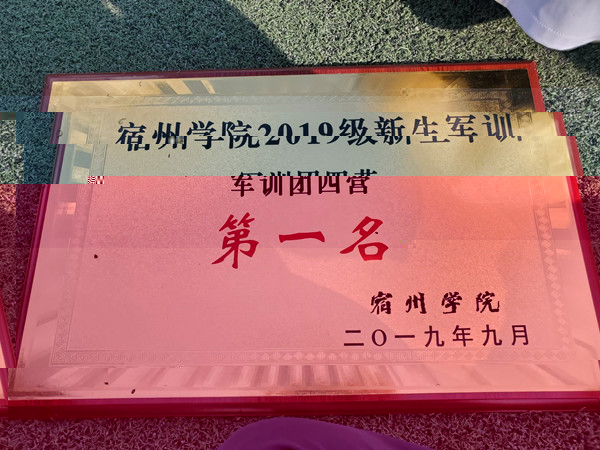 宿州学院2019级新生军训
军训团四营
第一名
宿州学院
二〇一九年九月